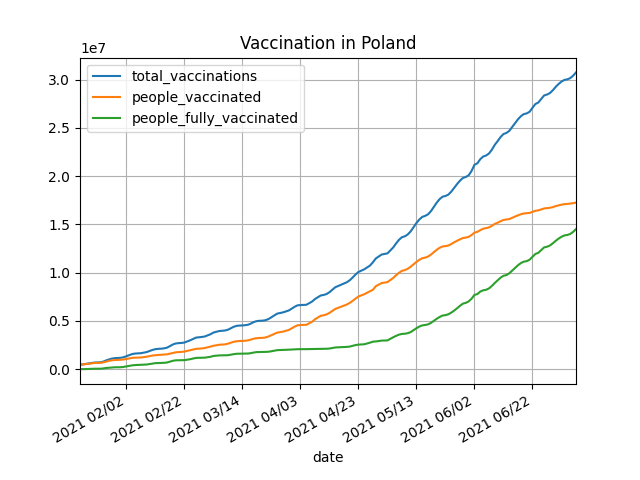 Vaccination in Poland
1e7
total_vaccinations
people_vaccinated
people_fully_vaccinated
3.0
2.5
2.0
1.5
1.0
0.5
0.0
2021 02/02
2021 02/22
2021 03/14
2021 04/03
2021 04/23
2021 05/13
2021 06/02
2021 06/22
date